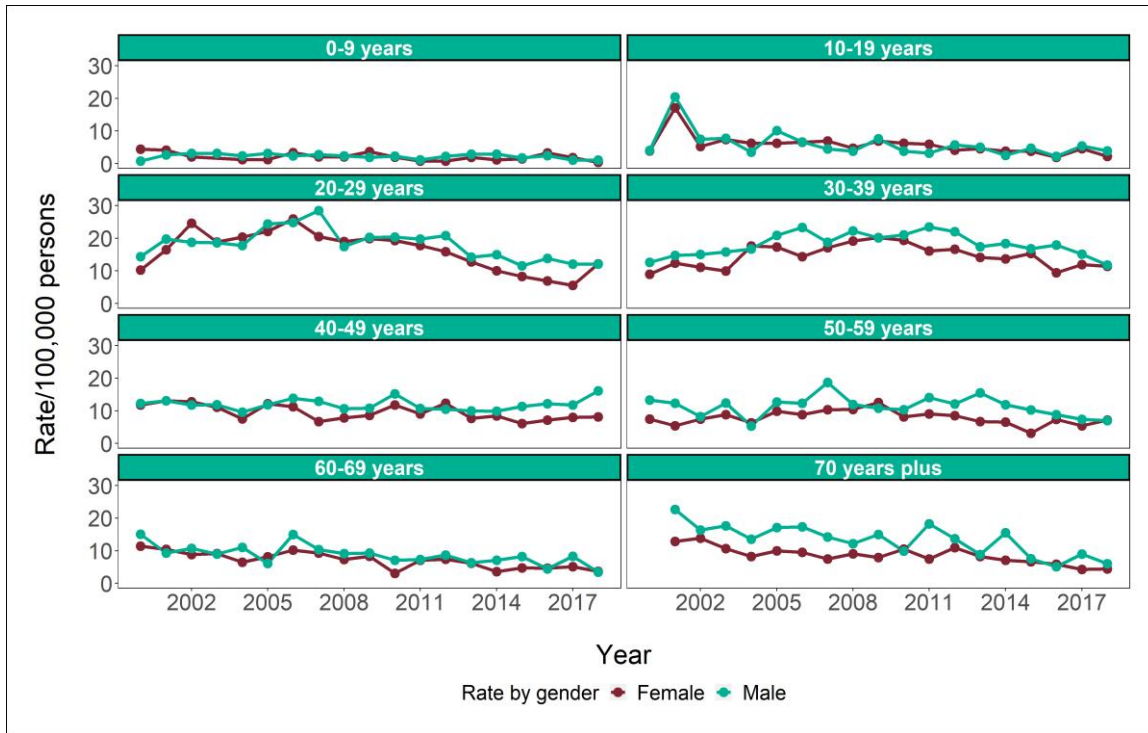 0-9 years
10-19 years
30
20
10
0
20-29 years
30-39 years
30
20
10
0
40-49 years
50-59 years
30
20
10
0
60-69 years
70 years plus
30
20
10
0
Rate/100,000 persons
2002 2005 2008 2011 2014 2017
2002 2005 2008 2011 2014 2017
Year
Rate by gender Female Male